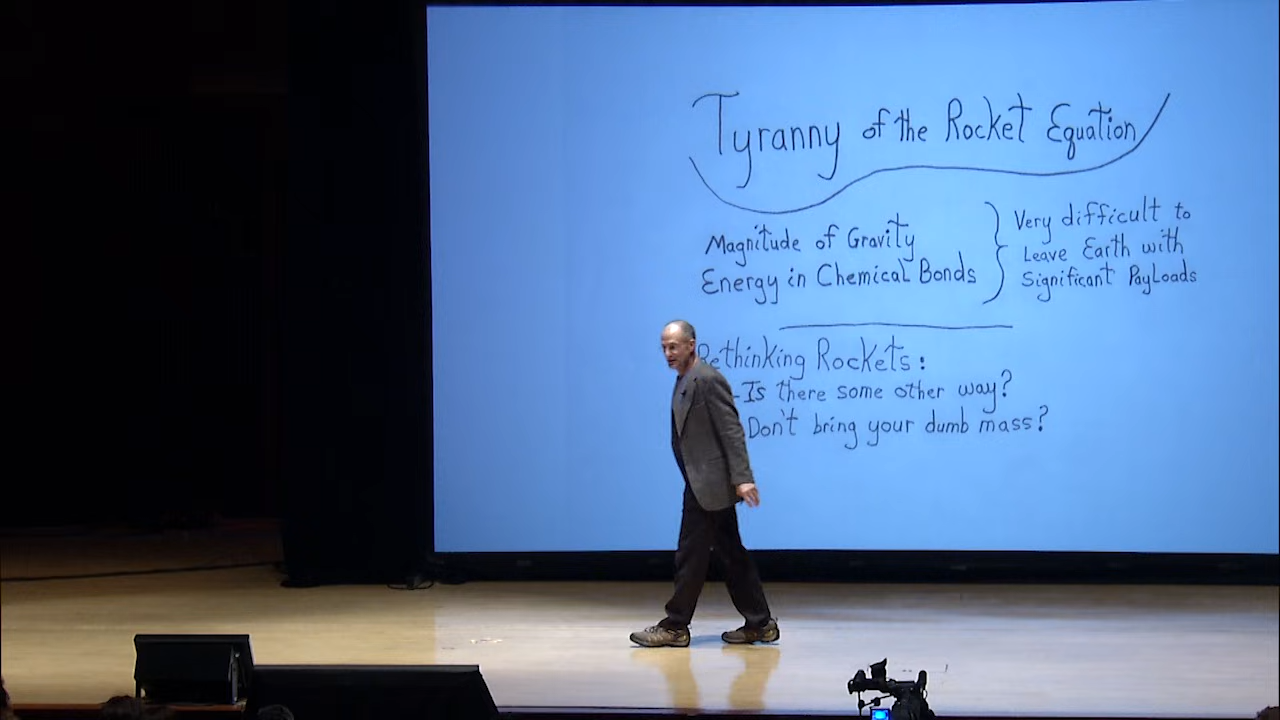 Tyranny of the Rocket Equation
Magnitude of Gravity
Energy in Chemical Bonds
Very difficult to
Leave Earth with
Significant PayLoads
Rethinking Rockets:
-Is there some other way?
Don't bring your dumb mass?